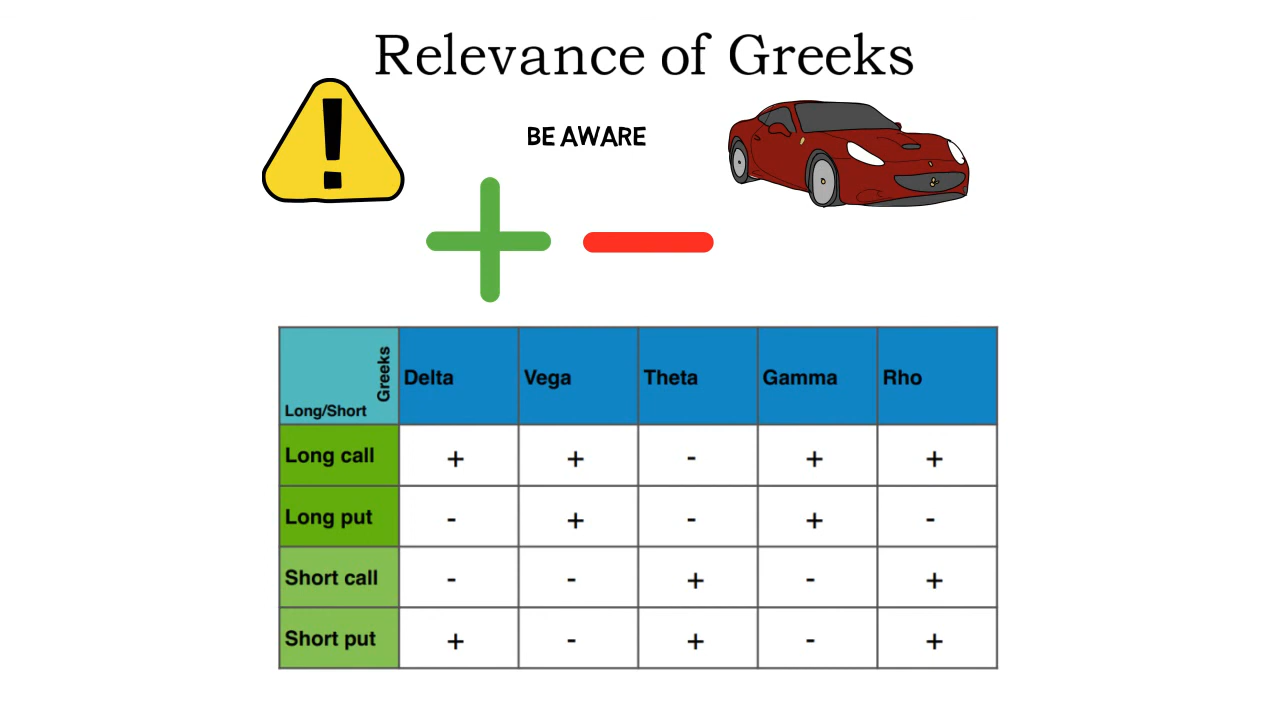 Relevance of Greeks
BE AWARE
Greeks
Long/Short
Delta Vega Theta Gamma Rho
Long call + + - + +
Long put - + - + -
Short call - - + - +
Short put + - + - +